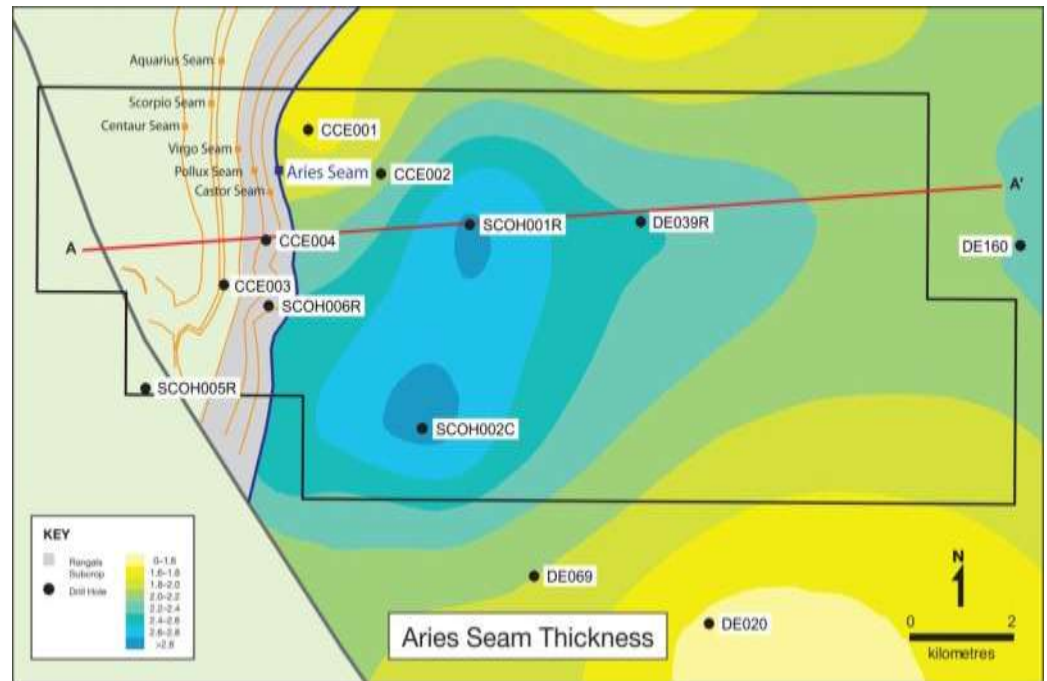 Aquarius Seam
Scorpio Seam
Centaur Seam
Virgo Seam
Pollux Seam
Aries Seam
Castor Seam
CCE001
CCE002
SCOH001R
DE039R
A'
A
CCE004
DE160
CCE003
SCOH006R
SCOH005R
SCOH002C
DE069
DE020
KEY
Rangals
Subcrop
Drill Hole
0–1.6
1.6–1.8
1.8–2.0
2.0–2.2
2.2–2.4
2.4–2.6
2.6–2.8
>2.8
Aries Seam Thickness
N
0 2
kilometres